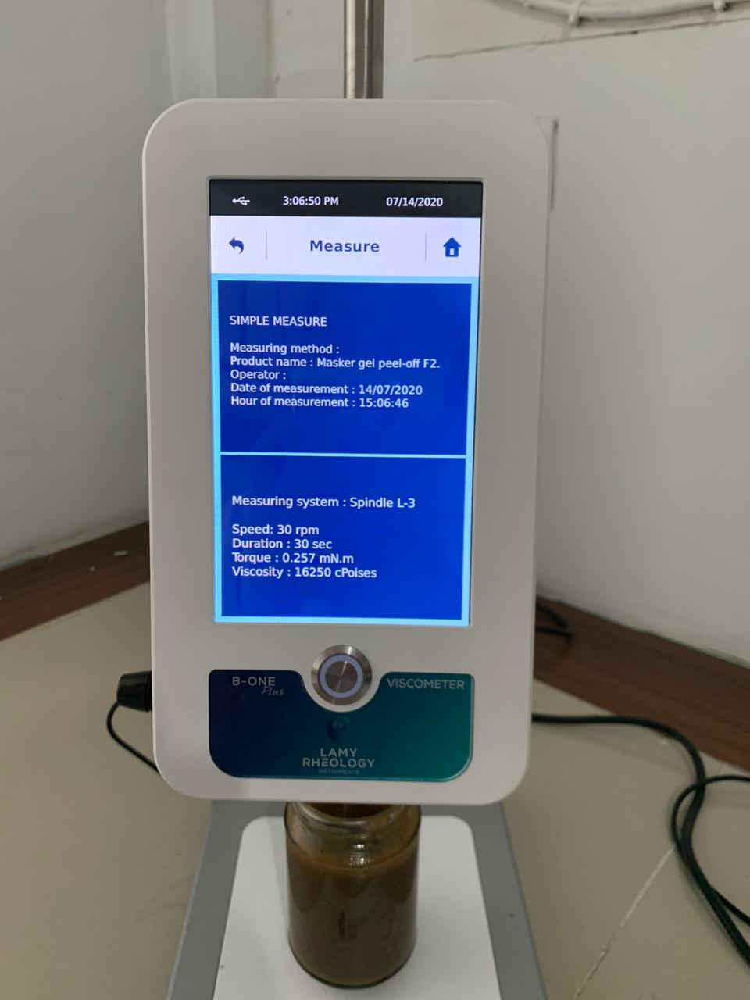 3:06:50 PM 07/14/2020
Measure
SIMPLE MEASURE
Measuring method :
Product name : Masker gel peel-off F2.
Operator :
Date of measurement : 14/07/2020
Hour of measurement : 15:06:46
Measuring system : Spindle L-3
Speed: 30 rpm
Duration : 30 sec
Torque : 0.257 mN.m
Viscosity : 16250 cPoises
B-ONE VISCOMETER
Plus
LAMY
RHEOLOGY
INSTRUMENTS